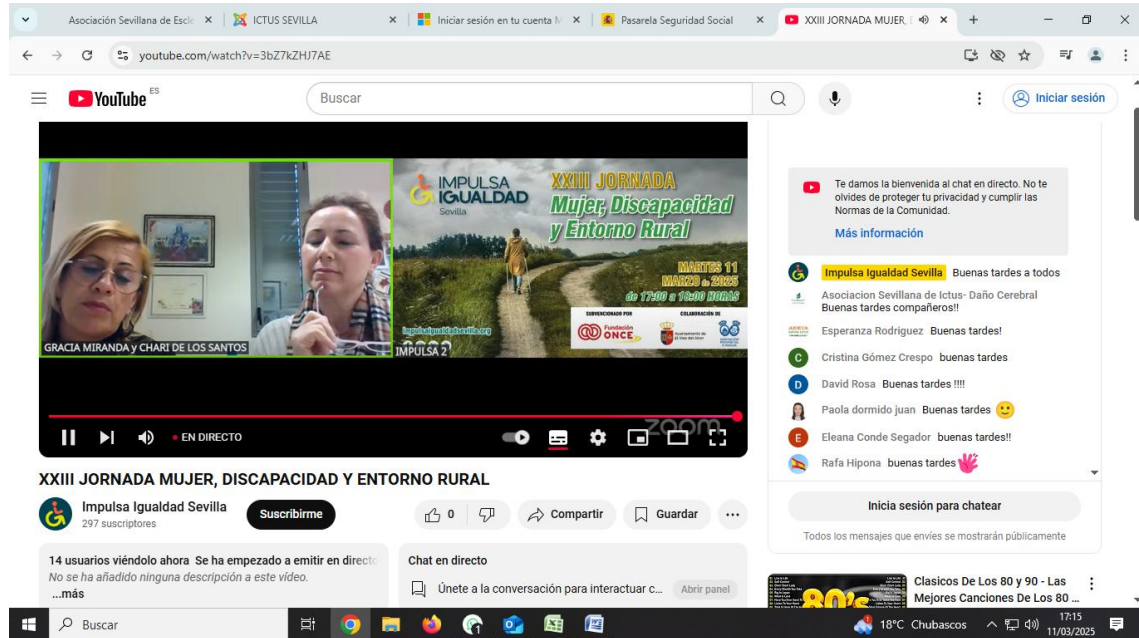 Asociación Sevillana de Escle
ICTUS SEVILLA
Iniciar sesión en tu cuenta M
Pasarela Seguridad Social
XXIII JORNADA MUJER, D
youtube.com/watch?v=3bZ7kZHJ7AE
YouTube ES
Buscar
Iniciar sesión
IMPULSA
IGUALDAD
Sevilla
XXIII JORNADA
Mujer, Discapacidad
y Entorno Rural
MARTES 11
MARZO de 2025
de 17:00 a 18:00 HORAS
SUBVENCIONADO POR
COLABORACIÓN DE
Fundación
ONCE
impulsaigualdadsevilla.org
GRACIA MIRANDA y CHARI DE LOS SANTOS
IMPULSA 2
zoom
EN DIRECTO
XXIII JORNADA MUJER, DISCAPACIDAD Y ENTORNO RURAL
Impulsa Igualdad Sevilla
297 suscriptores
Suscribirme
0
Compartir
Guardar
14 usuarios viéndolo ahora Se ha empezado a emitir en directo
No se ha añadido ninguna descripción a este vídeo.
...más
Chat en directo
Únete a la conversación para interactuar c...
Abrir panel
Te damos la bienvenida al chat en directo. No te
olvides de proteger tu privacidad y cumplir las
Normas de la Comunidad.
Más información
Impulsa Igualdad Sevilla Buenas tardes a todos
Asociacion Sevillana de Ictus- Daño Cerebral
Buenas tardes compañeros!!
Esperanza Rodriguez Buenas tardes!
C
Cristina Gómez Crespo buenas tardes
D
David Rosa Buenas tardes !!!!
Paola dormido juan Buenas tardes 🙂
E
Eleana Conde Segador buenas tardes!!
Rafa Hipona buenas tardes
Inicia sesión para chatear
Todos los mensajes que envíes se mostrarán públicamente
80's
Clasicos De Los 80 y 90 - Las
Mejores Canciones De Los 80 ...
Buscar
18°C Chubascos
17:15
11/03/2025